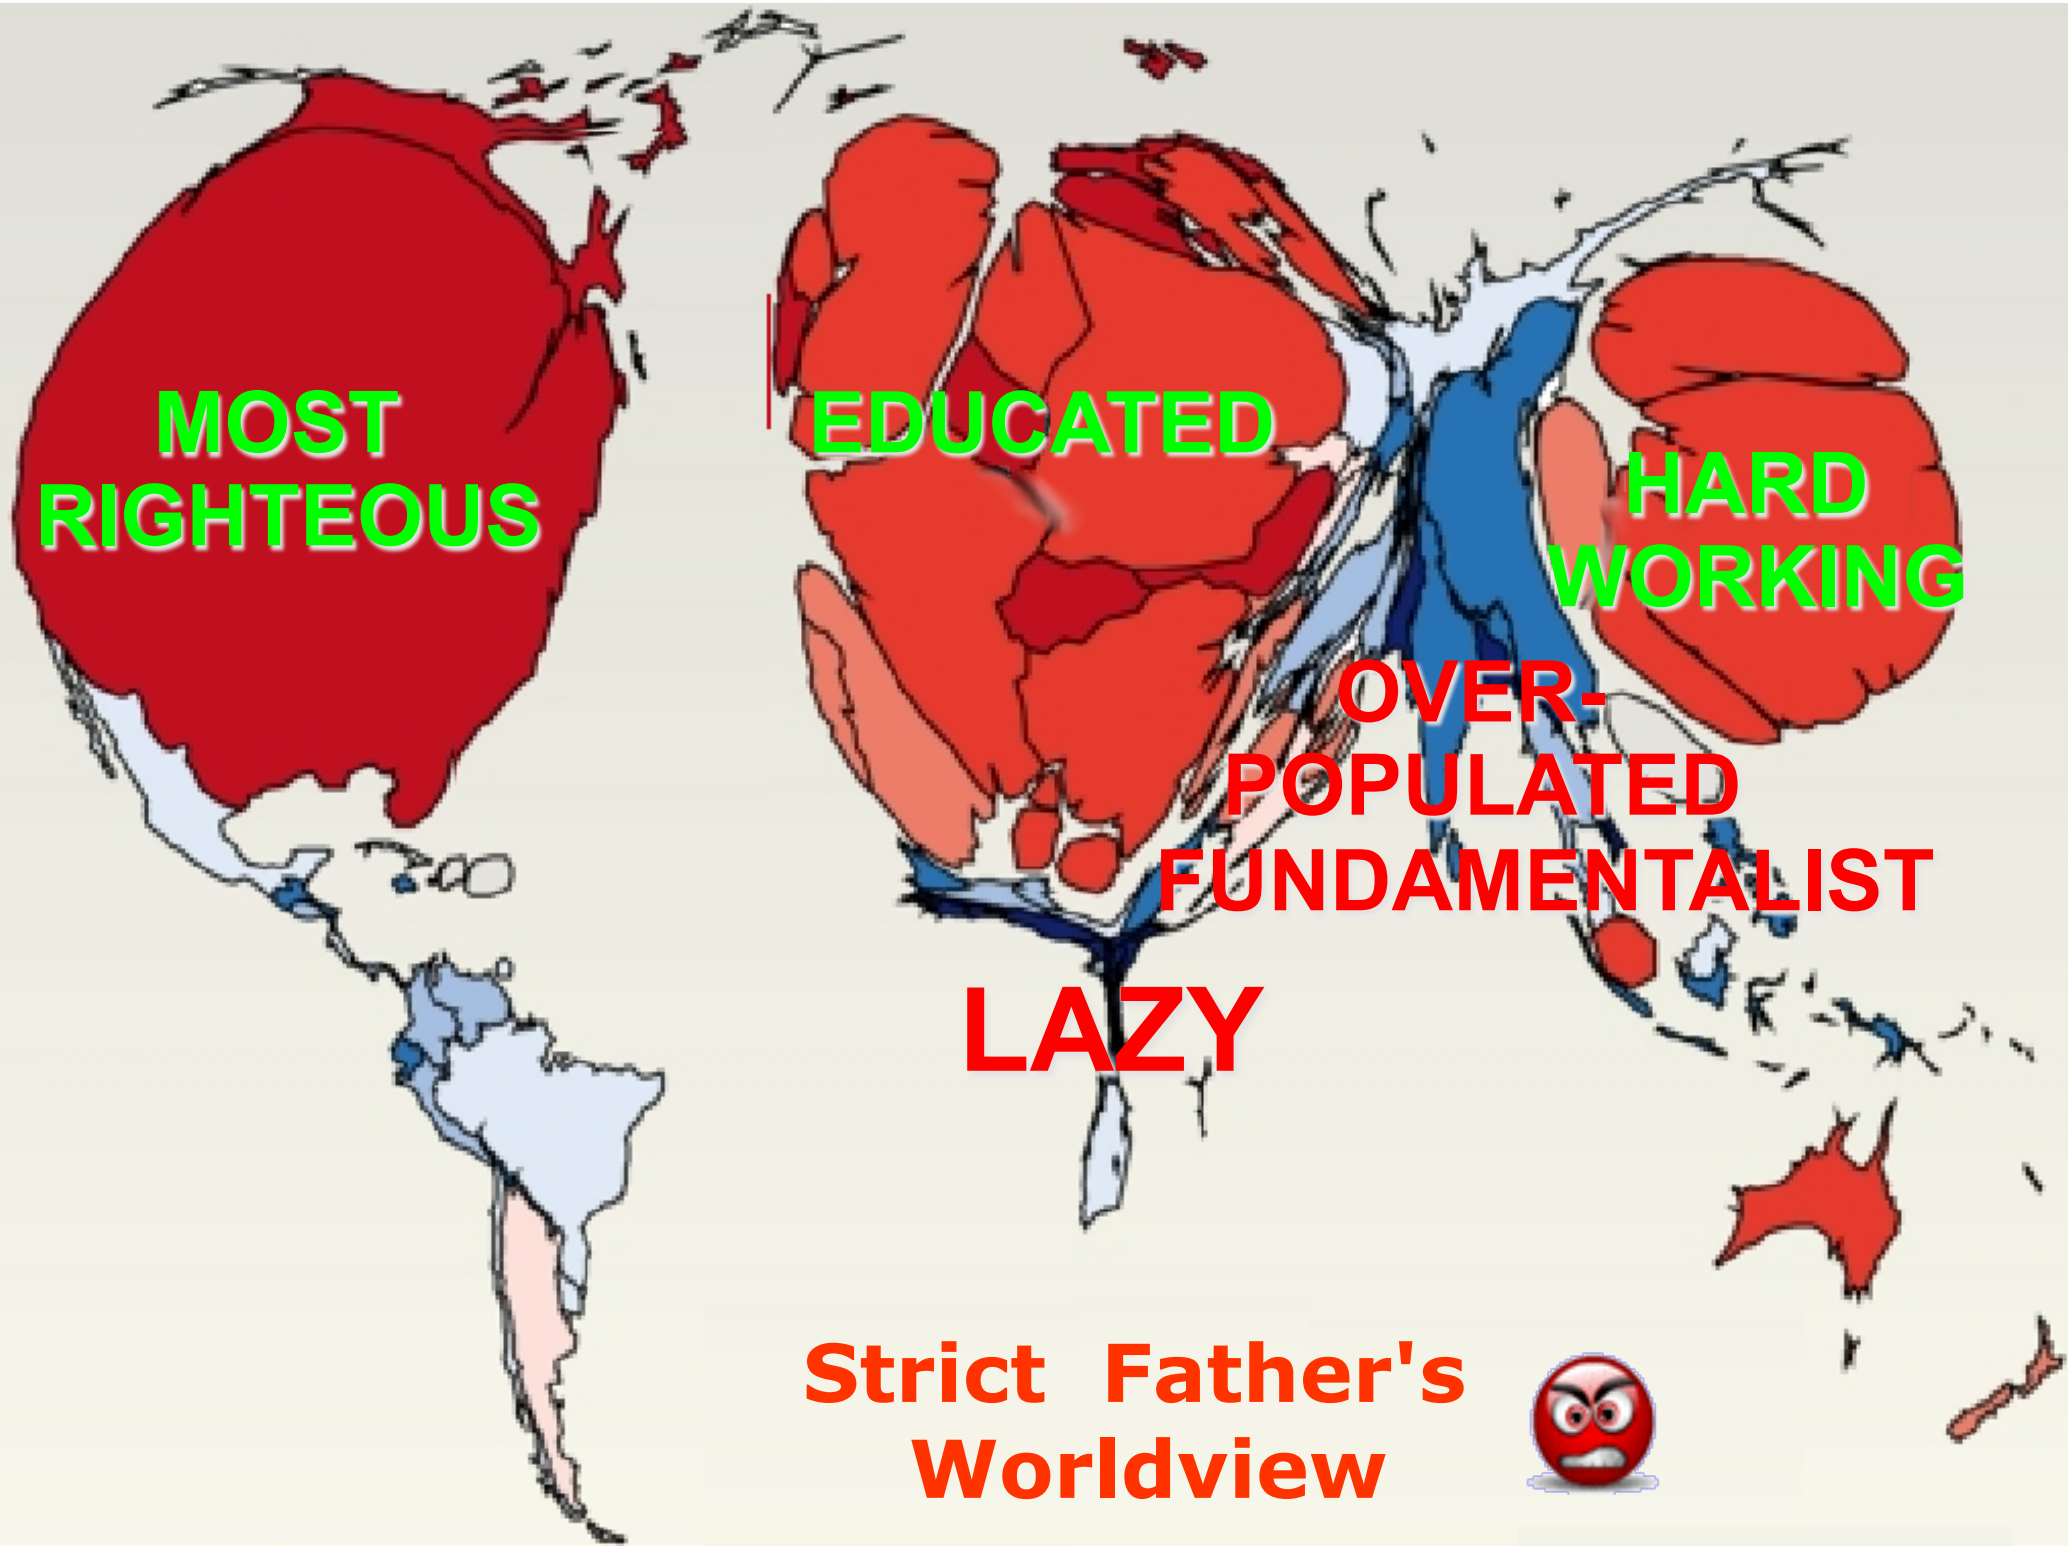 MOST
RIGHTEOUS
EDUCATED
HARD
WORKING
OVER-
POPULATED
FUNDAMENTALIST
LAZY
Strict Father's
Worldview